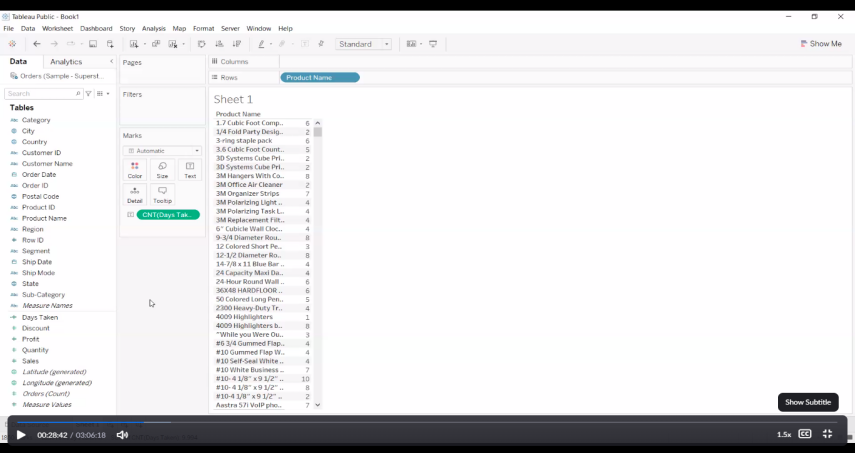 Tableau Public - Book1
File Data Worksheet Dashboard Story Analysis Map Format Server Window Help
Standard
Show Me
Data Analytics
Orders (Sample - Superst...
Search
Tables
Abc Category
City
Country
Abc Customer ID
Abc Customer Name
Order Date
Abc Order ID
Postal Code
Abc Product ID
Abc Product Name
Abc Region
Row ID
Abc Segment
Ship Date
Abc Ship Mode
State
Abc Sub-Category
Abc Measure Names
Days Taken
Discount
Profit
Quantity
Sales
Latitude (generated)
Longitude (generated)
Orders (Count)
Measure Values
Pages
Filters
Marks
Automatic
Color Size Text
Detail Tooltip
CNT(Days Tak..
Columns
Rows Product Name
Sheet 1
Product Name
1.7 Cubic Foot Comp.. 6
1/4 Fold Party Desig.. 2
3-ring staple pack 6
3.6 Cubic Foot Count.. 5
3D Systems Cube Pri.. 2
3D Systems Cube Pri.. 2
3M Hangers With Co.. 8
3M Office Air Cleaner 2
3M Organizer Strips 7
3M Polarizing Light .. 4
3M Polarizing Task L.. 4
3M Replacement Filt.. 4
6" Cubicle Wall Cloc.. 4
9-3/4 Diameter Rou.. 8
12 Colored Short Pe.. 3
12-1/2 Diameter Ro.. 8
14-7/8 x 11 Blue Bar .. 4
24 Capacity Maxi Da.. 4
24-Hour Round Wall .. 6
36X48 HARDFLOOR .. 6
50 Colored Long Pen.. 5
2300 Heavy-Duty Tr.. 4
4009 Highlighters 1
4009 Highlighters b.. 8
"While you Were Ou.. 3
#6 3/4 Gummed Flap.. 4
#10 Gummed Flap W.. 4
#10 Self-Seal White .. 4
#10 White Business .. 7
#10- 4 1/8" x 9 1/2" .. 10
#10- 4 1/8" x 9 1/2" .. 8
#10-4 1/8" x 9 1/2" .. 2
Aastra 57i VoIP pho.. 7
Show Subtitle
00:28:42 / 03:06:18
1.5x CC